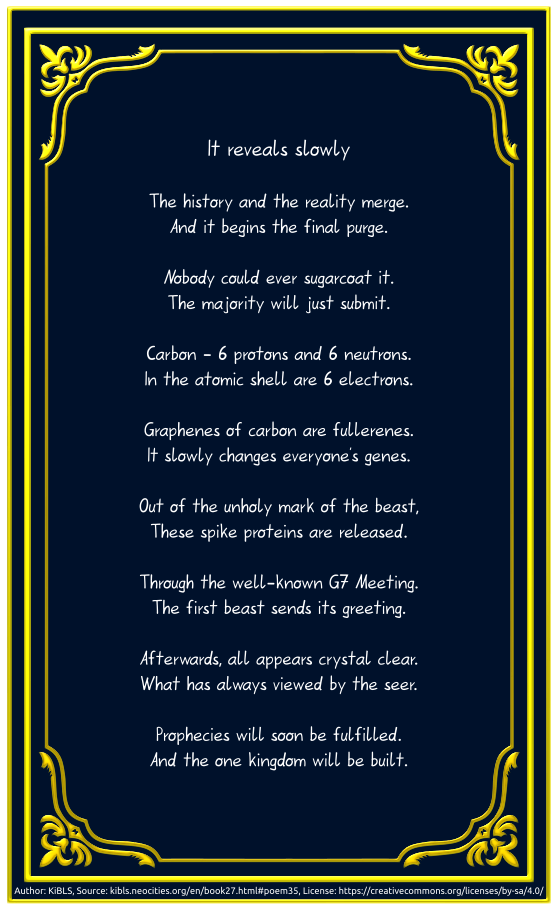 It reveals slowly
The history and the reality merge.
And it begins the final purge.
Nobody could ever sugarcoat it.
The majority will just submit.
Carbon - 6 protons and 6 neutrons.
In the atomic shell are 6 electrons.
Graphenes of carbon are fullerenes.
It slowly changes everyone's genes.
Out of the unholy mark of the beast,
These spike proteins are released.
Through the well-known G7 Meeting.
The first beast sends its greeting.
Afterwards, all appears crystal clear.
What has always viewed by the seer.
Prophecies will soon be fulfilled.
And the one kingdom will be built.
Author: KiBLS, Source: kibls.neocities.org/en/book27.html#poem35, License: https://creativecommons.org/licenses/by-sa/4.0/